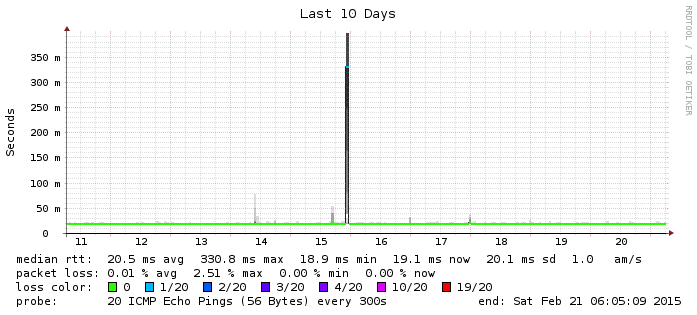 Last 10 Days
RRDTOOL / TOBI OETIKER
Seconds
350 m
300 m
250 m
200 m
150 m
100 m
50 m
0
11 12 13 14 15 16 17 18 19 20
median rtt: 20.5 ms avg 330.8 ms max 18.9 ms min 19.1 ms now 20.1 ms sd 1.0 am/s
packet loss: 0.01 % avg 2.51 % max 0.00 % min 0.00 % now
loss color: 0 1/20 2/20 3/20 4/20 10/20 19/20
probe: 20 ICMP Echo Pings (56 Bytes) every 300s end: Sat Feb 21 06:05:09 2015